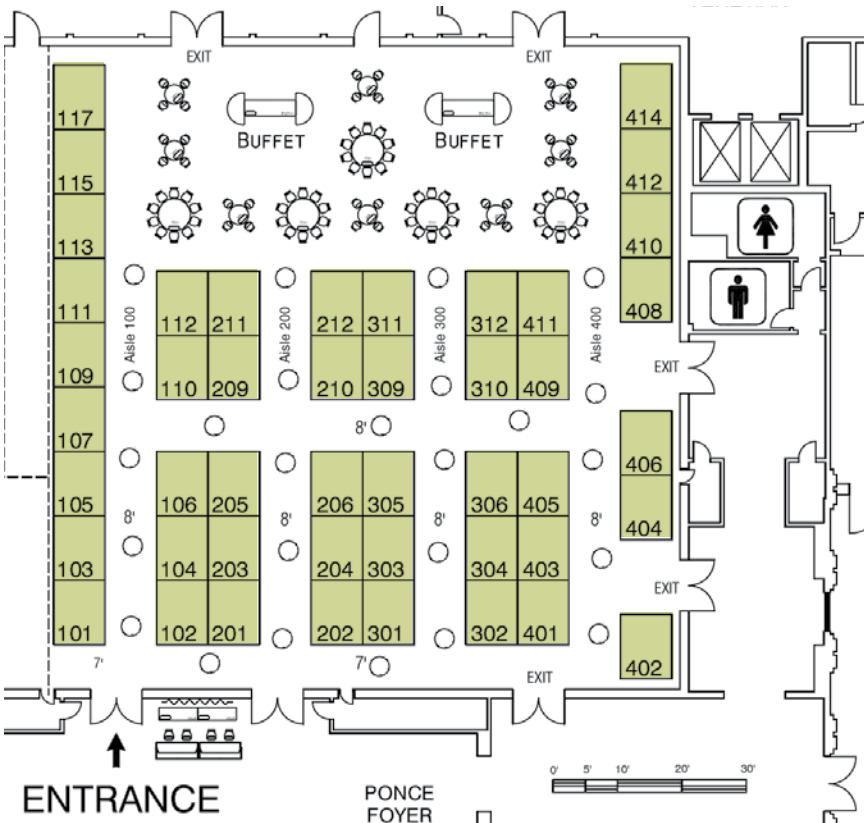 EXIT EXIT
117 414
BUFFET BUFFET
115 412
113 410
111 112 211 212 311 312 411 408
Aisle 100 Aisle 200 Aisle 300 Aisle 400
109 110 209 210 309 310 409 EXIT
107 8'
406
105 106 205 206 305 306 405
8' 8' 8' 8'
404
103 104 203 204 303 304 403
EXIT
101 102 201 202 301 302 401
7' 7' 402
EXIT
0' 5' 10' 20' 30'
ENTRANCE
PONCE
FOYER